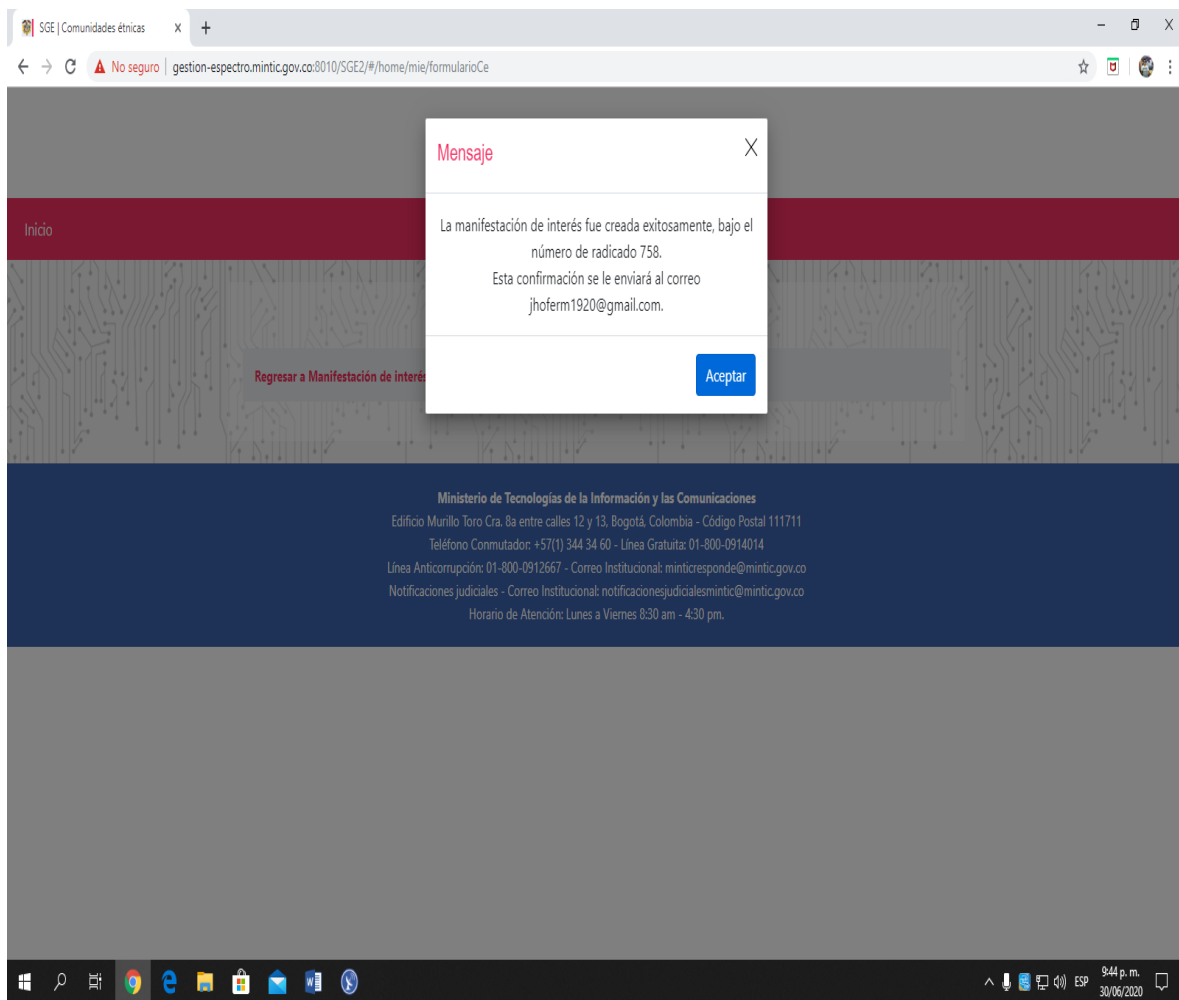 SGE | Comunidades étnicas
No seguro | gestion-espectro.mintic.gov.co:8010/SGE2/#/home/mie/formularioCe
Mensaje
La manifestación de interés fue creada exitosamente, bajo el
número de radicado 758.
Esta confirmación se le enviará al correo
jhoferm1920@gmail.com.
Aceptar
Inicio
Regresar a Manifestación de interés
Ministerio de Tecnologías de la Información y las Comunicaciones
Edificio Murillo Toro Cra. 8a entre calles 12 y 13, Bogotá, Colombia - Código Postal 111711
Teléfono Conmutador: +57(1) 344 34 60 - Línea Gratuita: 01-800-0914014
Línea Anticorrupción: 01-800-0912667 - Correo Institucional: minticresponde@mintic.gov.co
Notificaciones judiciales - Correo Institucional: notificacionesjudicialesmintic@mintic.gov.co
Horario de Atención: Lunes a Viernes 8:30 am - 4:30 pm.
ESP
9:44 p. m.
30/06/2020